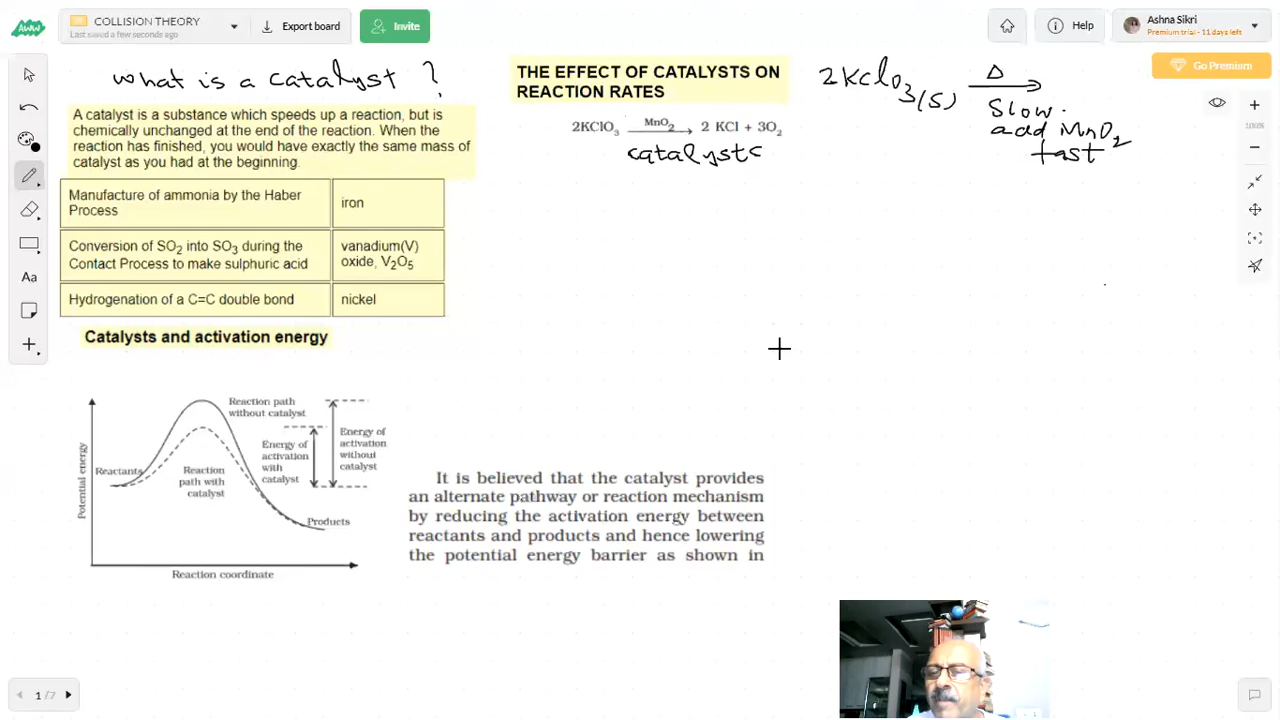 AWW
COLLISION THEORY
Last saved a few seconds ago
Export board
Invite
Help
Ashna Sikri
Premium trial - 11 days left
Go Premium
what is a catalyst ?
A catalyst is a substance which speeds up a reaction, but is
chemically unchanged at the end of the reaction. When the
reaction has finished, you would have exactly the same mass of
catalyst as you had at the beginning.
Manufacture of ammonia by the Haber
Process
iron
Conversion of SO2 into SO3 during the
Contact Process to make sulphuric acid
vanadium(V)
oxide, V2O5
Hydrogenation of a C=C double bond
nickel
Catalysts and activation energy
THE EFFECT OF CATALYSTS ON
REACTION RATES
2KClO3 MnO2 → 2 KCl + 3O2
catalysts
2KClO3(s) Δ →
Slow.
add MnO2
fast
Potential energy
Reactants
Reaction path
without catalyst
Reaction
path with
catalyst
Energy of
activation
with
catalyst
Energy of
activation
without
catalyst
Products
Reaction coordinate
It is believed that the catalyst provides
an alternate pathway or reaction mechanism
by reducing the activation energy between
reactants and products and hence lowering
the potential energy barrier as shown in
Aa
1/7